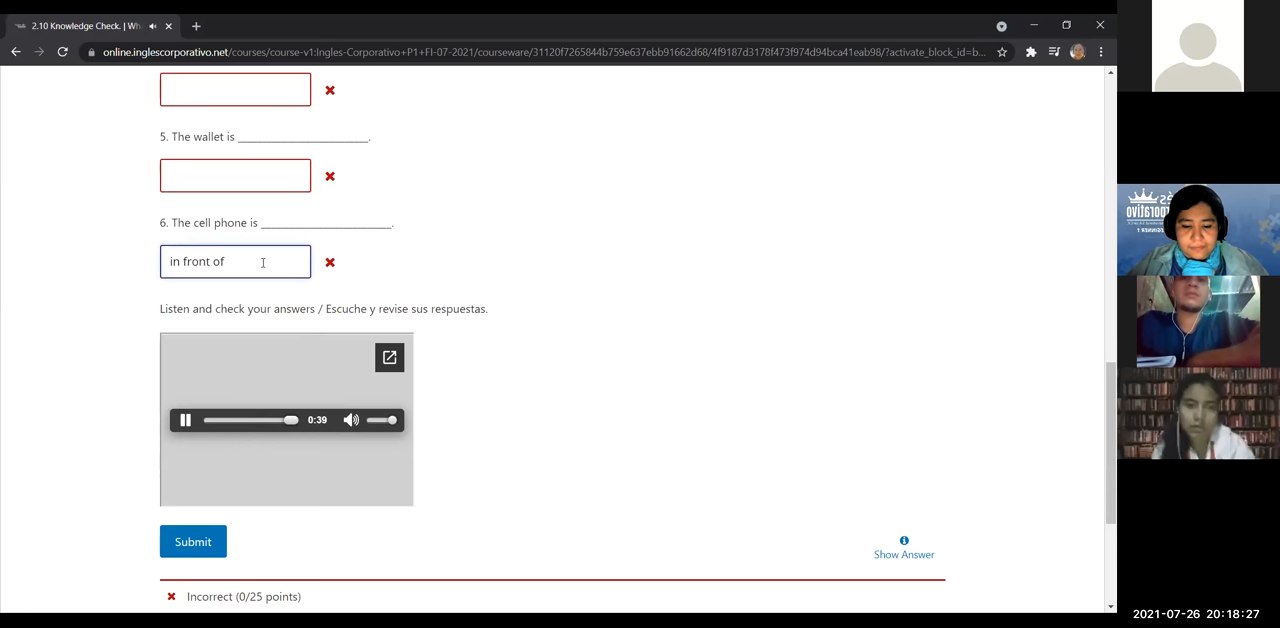 2.10 Knowledge Check. | Wh
online.inglescorporativo.net/courses/course-v1:Ingles-Corporativo+P1+FI-07-2021/courseware/31120f7265844b759e637ebb91662d68/4f9187d3178f473f974d94bca41eab98/?activate_block_id=b...
5. The wallet is ______________________.
6. The cell phone is ______________________.
in front of
Listen and check your answers / Escuche y revise sus respuestas.
0:39
Submit
Show Answer
Incorrect (0/25 points)
2021-07-26 20:18:27